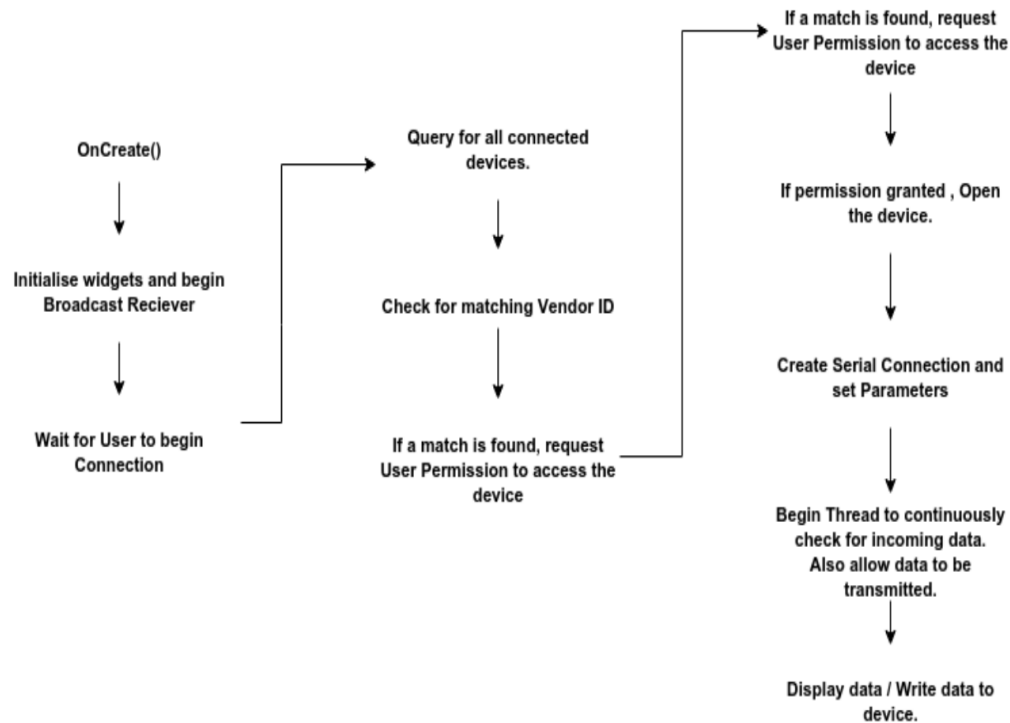 OnCreate()
Initialise widgets and begin
Broadcast Reciever
Wait for User to begin
Connection
Query for all connected
devices.
Check for matching Vendor ID
If a match is found, request
User Permission to access the
device
If a match is found, request
User Permission to access the
device
If permission granted , Open
the device.
Create Serial Connection and
set Parameters
Begin Thread to continuously
check for incoming data.
Also allow data to be
transmitted.
Display data / Write data to
device.